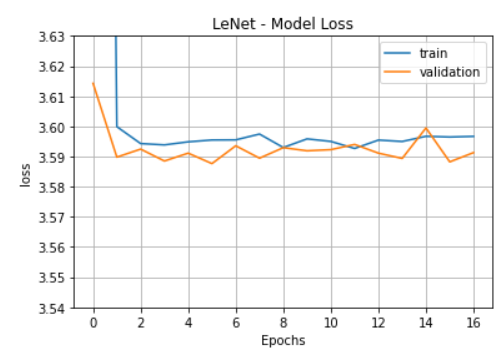 LeNet - Model Loss
3.63
3.62
3.61
3.60
3.59
3.58
3.57
3.56
3.55
3.54
loss
train
validation
0 2 4 6 8 10 12 14 16
Epochs